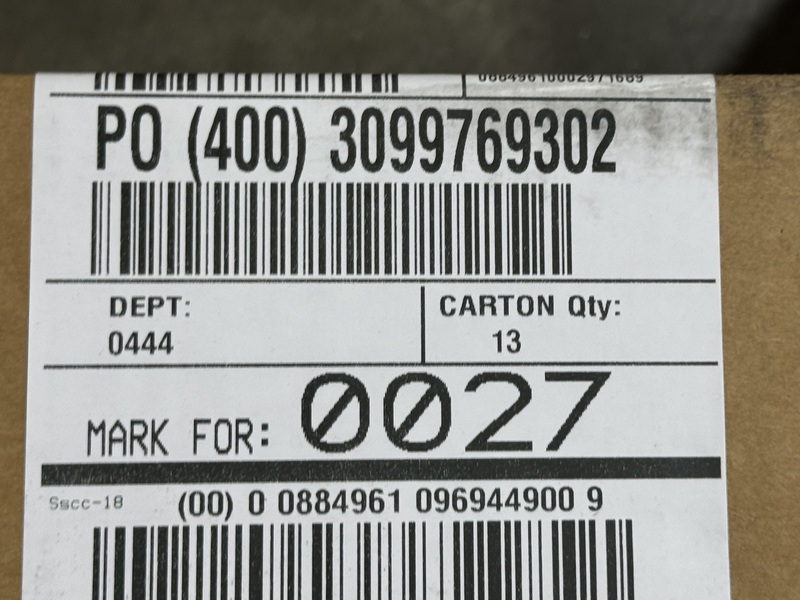 PO (400) 3099769302
DEPT:
0444
CARTON Qty:
13
MARK FOR: 0027
Sscc-18 (00) 0 0884961 096944900 9